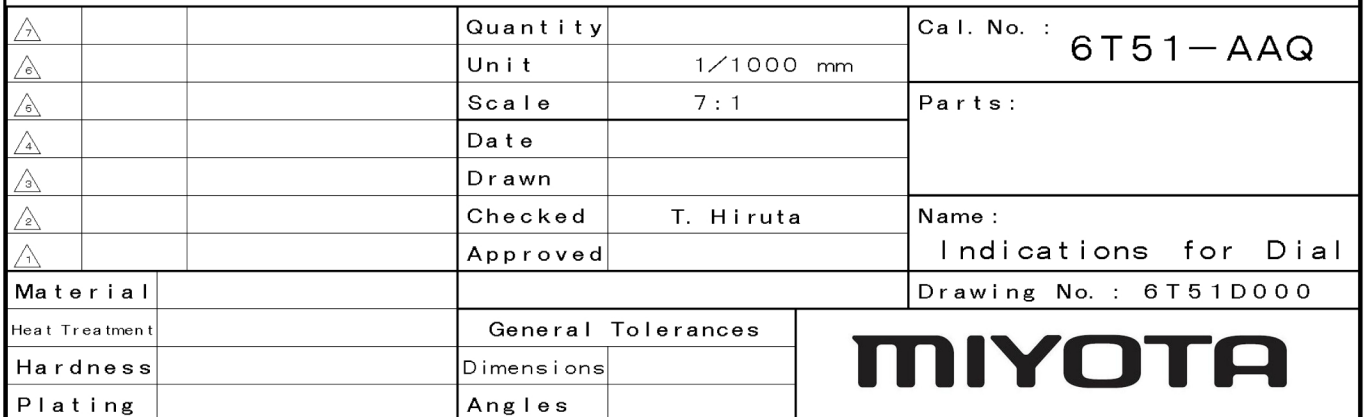 7
Quantity
Cal. No. : 6T51-AAQ
6
Unit 1/1000 mm
5
Scale 7:1
Parts:
4
Date
3
Drawn
2
Checked T. Hiruta
Name:
1
Approved
Indications for Dial
Material
Drawing No. : 6T51D000
Heat Treatment
General Tolerances
MIYOTA
Hardness
Dimensions
Plating
Angles